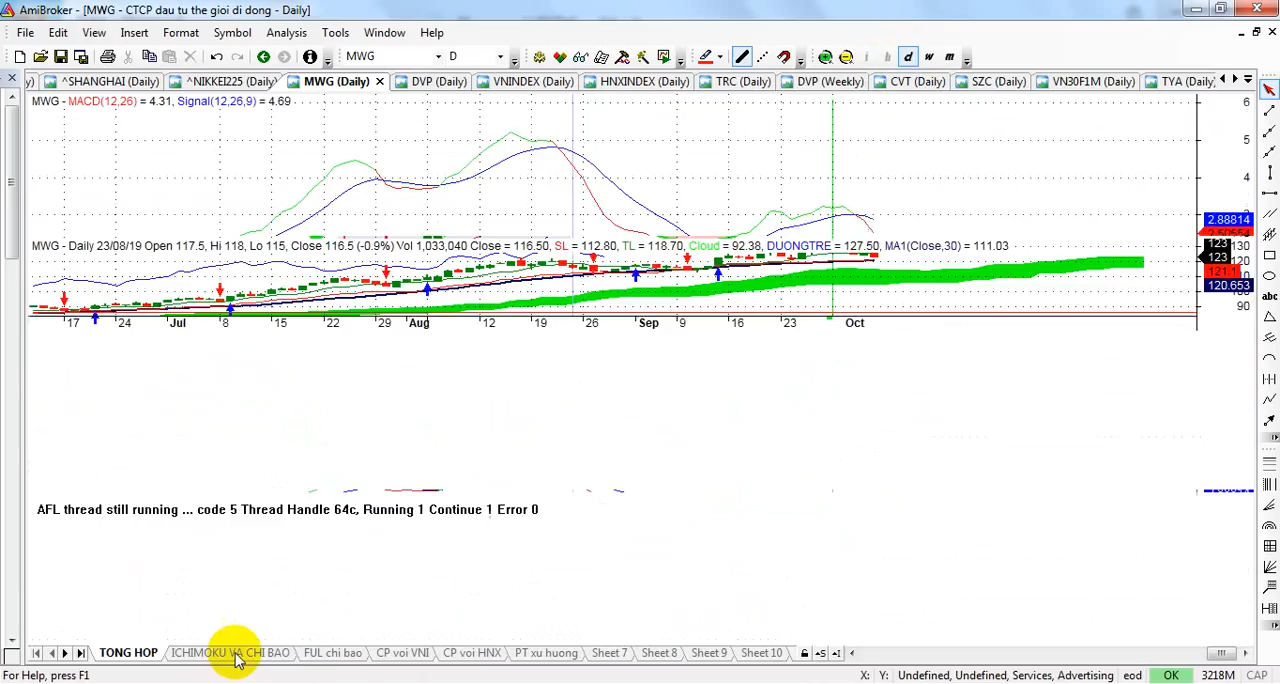 AmiBroker - [MWG - CTCP dau tu the gioi di dong - Daily]
File Edit View Insert Format Symbol Analysis Tools Window Help
MWG D d w m
y) ^SHANGHAI (Daily) ^NIKKEI225 (Daily) MWG (Daily) DVP (Daily) VNINDEX (Daily) HNXINDEX (Daily) TRC (Daily) DVP (Weekly) CVT (Daily) SZC (Daily) VN30F1M (Daily) TYA (Daily)
MWG - MACD(12,26) = 4.31, Signal(12,26,9) = 4.69
6
5
4
2.88814
MWG - Daily 23/08/19 Open 117.5, Hi 118, Lo 115, Close 116.5 (-0.9%) Vol 1,033,040 Close = 116.50, SL = 112.80, TL = 118.70, Cloud = 92.38, DUONGTRE = 127.50, MA1(Close,30) = 111.03
123 130
123 120
121.1
120.653
90
17 24 Jul 8 15 22 29 Aug 12 19 26 Sep 9 16 23 Oct
abc
AFL thread still running ... code 5 Thread Handle 64c, Running 1 Continue 1 Error 0
TONG HOP ICHIMOKU VA CHI BAO FUL chi bao CP voi VNI CP voi HNX PT xu huong Sheet 7 Sheet 8 Sheet 9 Sheet 10
For Help, press F1 X: Y: Undefined, Undefined, Services, Advertising eod OK 3218M CAP